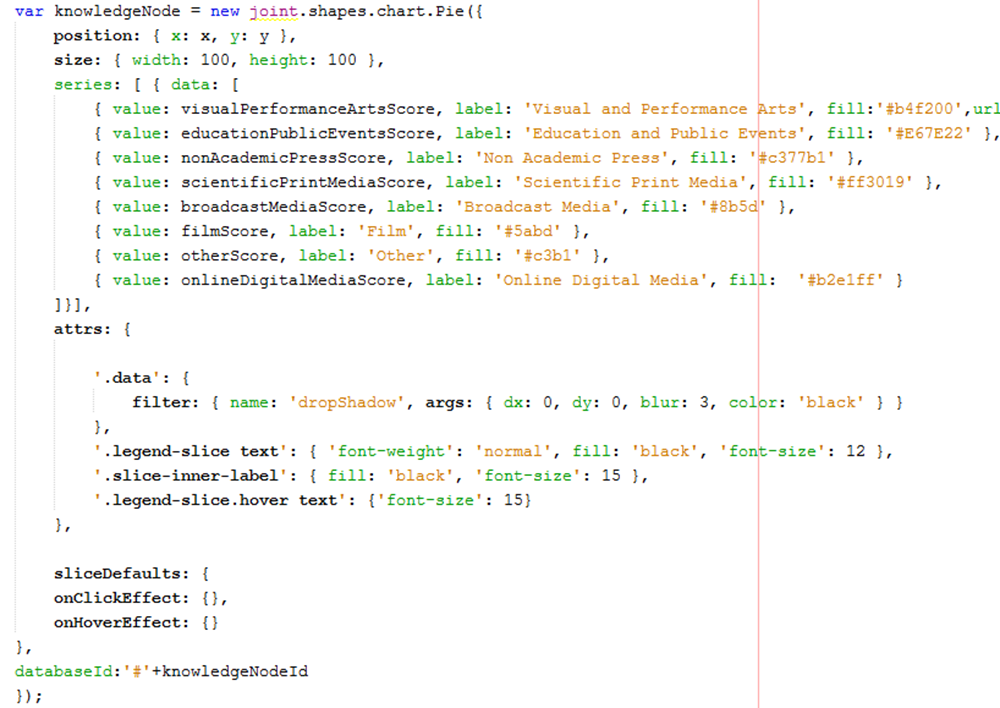 var knowledgeNode = new joint.shapes.chart.Pie({
position: { x: x, y: y },
size: { width: 100, height: 100 },
series: [ { data: [
{ value: visualPerformanceArtsScore, label: 'Visual and Performance Arts', fill:'#b4f200',url
{ value: educationPublicEventsScore, label: 'Education and Public Events', fill: '#E67E22' },
{ value: nonAcademicPressScore, label: 'Non Academic Press', fill: '#c377b1' },
{ value: scientificPrintMediaScore, label: 'Scientific Print Media', fill: '#ff3019' },
{ value: broadcastMediaScore, label: 'Broadcast Media', fill: '#8b5d' },
{ value: filmScore, label: 'Film', fill: '#5abd' },
{ value: otherScore, label: 'Other', fill: '#c3b1' },
{ value: onlineDigitalMediaScore, label: 'Online Digital Media', fill:  '#b2e1ff' }
]}],
attrs: {
'.data': {
filter: { name: 'dropShadow', args: { dx: 0, dy: 0, blur: 3, color: 'black' } }
},
'.legend-slice text': { 'font-weight': 'normal', fill: 'black', 'font-size': 12 },
'.slice-inner-label': { fill: 'black', 'font-size': 15 },
'.legend-slice.hover text': {'font-size': 15}
},
sliceDefaults: {
onClickEffect: {},
onHoverEffect: {}
},
databaseId:'#'+knowledgeNodeId
});